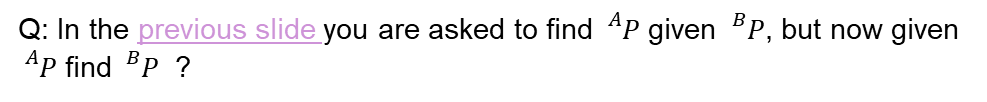 Q: In the previous slide you are asked to find ᴬP given ᴮP, but now given
ᴬP find ᴮP ?